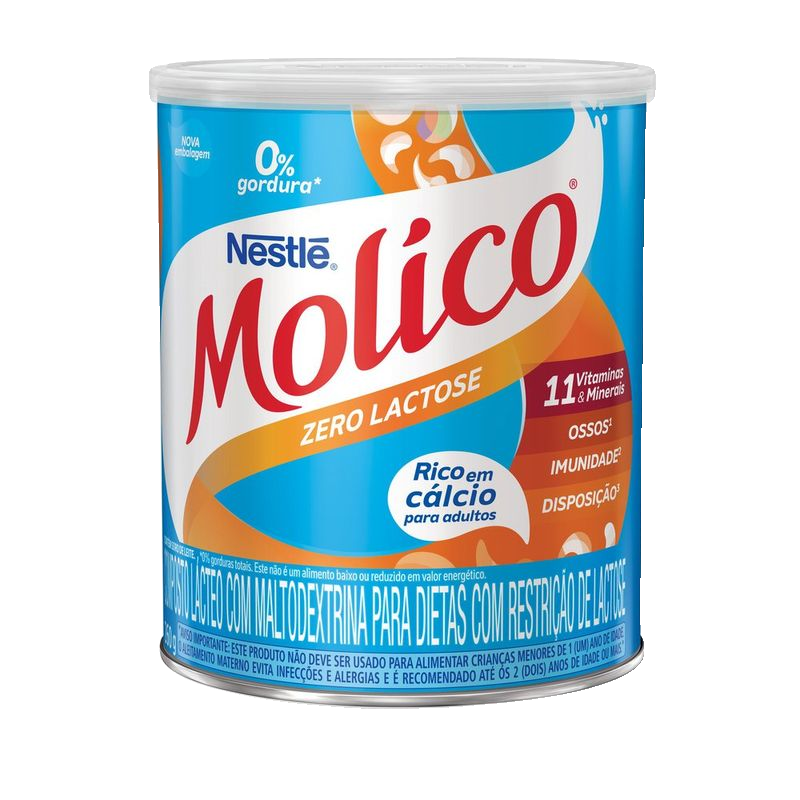 NOVA
embalagem
0%
gordura*
Nestlé®
Molico®
ZERO LACTOSE
11 Vitaminas
& Minerais
OSSOS¹
IMUNIDADE²
DISPOSIÇÃO³
Rico em
cálcio
para adultos
DE LEITE. *0% gorduras totais. Este não é um alimento baixo ou reduzido em valor energético.
LÁCTEO COM MALTODEXTRINA PARA DIETAS COM RESTRIÇÃO DE LACTOSE
AVISO IMPORTANTE: ESTE PRODUTO NÃO DEVE SER USADO PARA ALIMENTAR CRIANÇAS MENORES DE 1 (UM) ANO DE IDADE.
O ALEITAMENTO MATERNO EVITA INFECÇÕES E ALERGIAS E É RECOMENDADO ATÉ OS 2 (DOIS) ANOS DE IDADE OU MAIS.